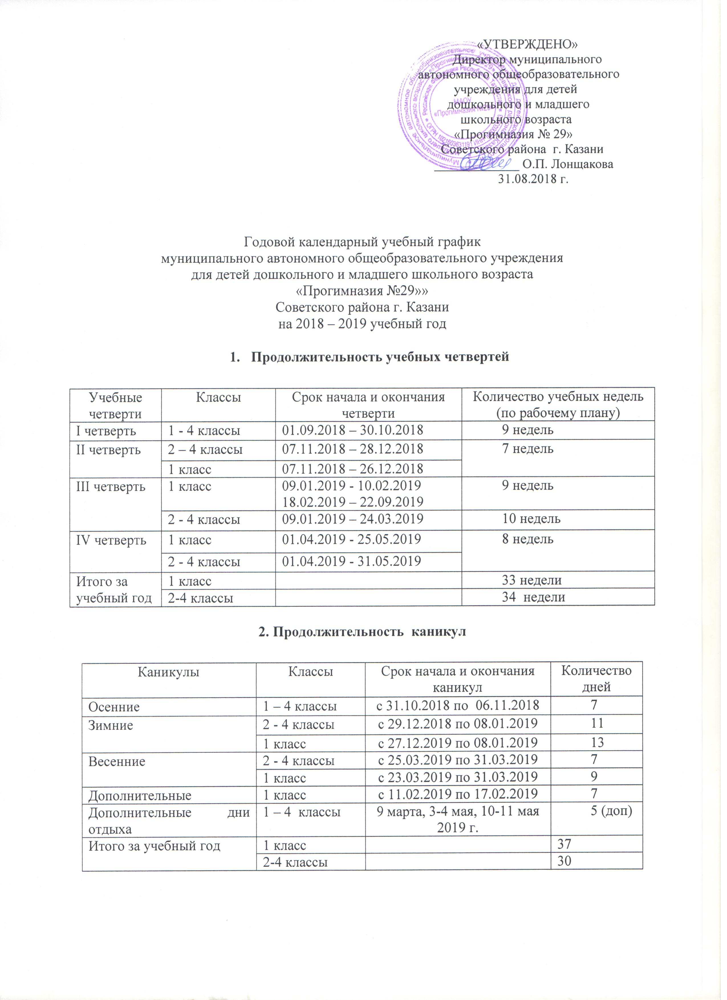 «УТВЕРЖДЕНО»
Директор муниципального
автономного общеобразовательного
учреждения для детей
дошкольного и младшего
школьного возраста
«Прогимназия № 29»
Советского района г. Казани
О.П. Лонщакова
31.08.2018 г.
МАОУ
«Прогимназия №29»
Годовой календарный учебный график
муниципального автономного общеобразовательного учреждения
для детей дошкольного и младшего школьного возраста
«Прогимназия №29»»
Советского района г. Казани
на 2018 – 2019 учебный год
1. Продолжительность учебных четвертей
Учебные четверти Классы Срок начала и окончания четверти Количество учебных недель (по рабочему плану)
I четверть 1 - 4 классы 01.09.2018 – 30.10.2018 9 недель
II четверть 2 – 4 классы 07.11.2018 – 28.12.2018 7 недель
1 класс 07.11.2018 – 26.12.2018
III четверть 1 класс 09.01.2019 - 10.02.2019 9 недель
18.02.2019 – 22.09.2019
2 - 4 классы 09.01.2019 – 24.03.2019 10 недель
IV четверть 1 класс 01.04.2019 - 25.05.2019 8 недель
2 - 4 классы 01.04.2019 - 31.05.2019
Итого за 1 класс 33 недели
учебный год 2-4 классы 34 недели
2. Продолжительность каникул
Каникулы Классы Срок начала и окончания каникул Количество дней
Осенние 1 – 4 классы с 31.10.2018 по 06.11.2018 7
Зимние 2 - 4 классы с 29.12.2018 по 08.01.2019 11
1 класс с 27.12.2019 по 08.01.2019 13
Весенние 2 - 4 классы с 25.03.2019 по 31.03.2019 7
1 класс с 23.03.2019 по 31.03.2019 9
Дополнительные 1 класс с 11.02.2019 по 17.02.2019 7
Дополнительные дни 1 – 4 классы 9 марта, 3-4 мая, 10-11 мая 5 (доп)
отдыха 2019 г.
Итого за учебный год 1 класс 37
2-4 классы 30